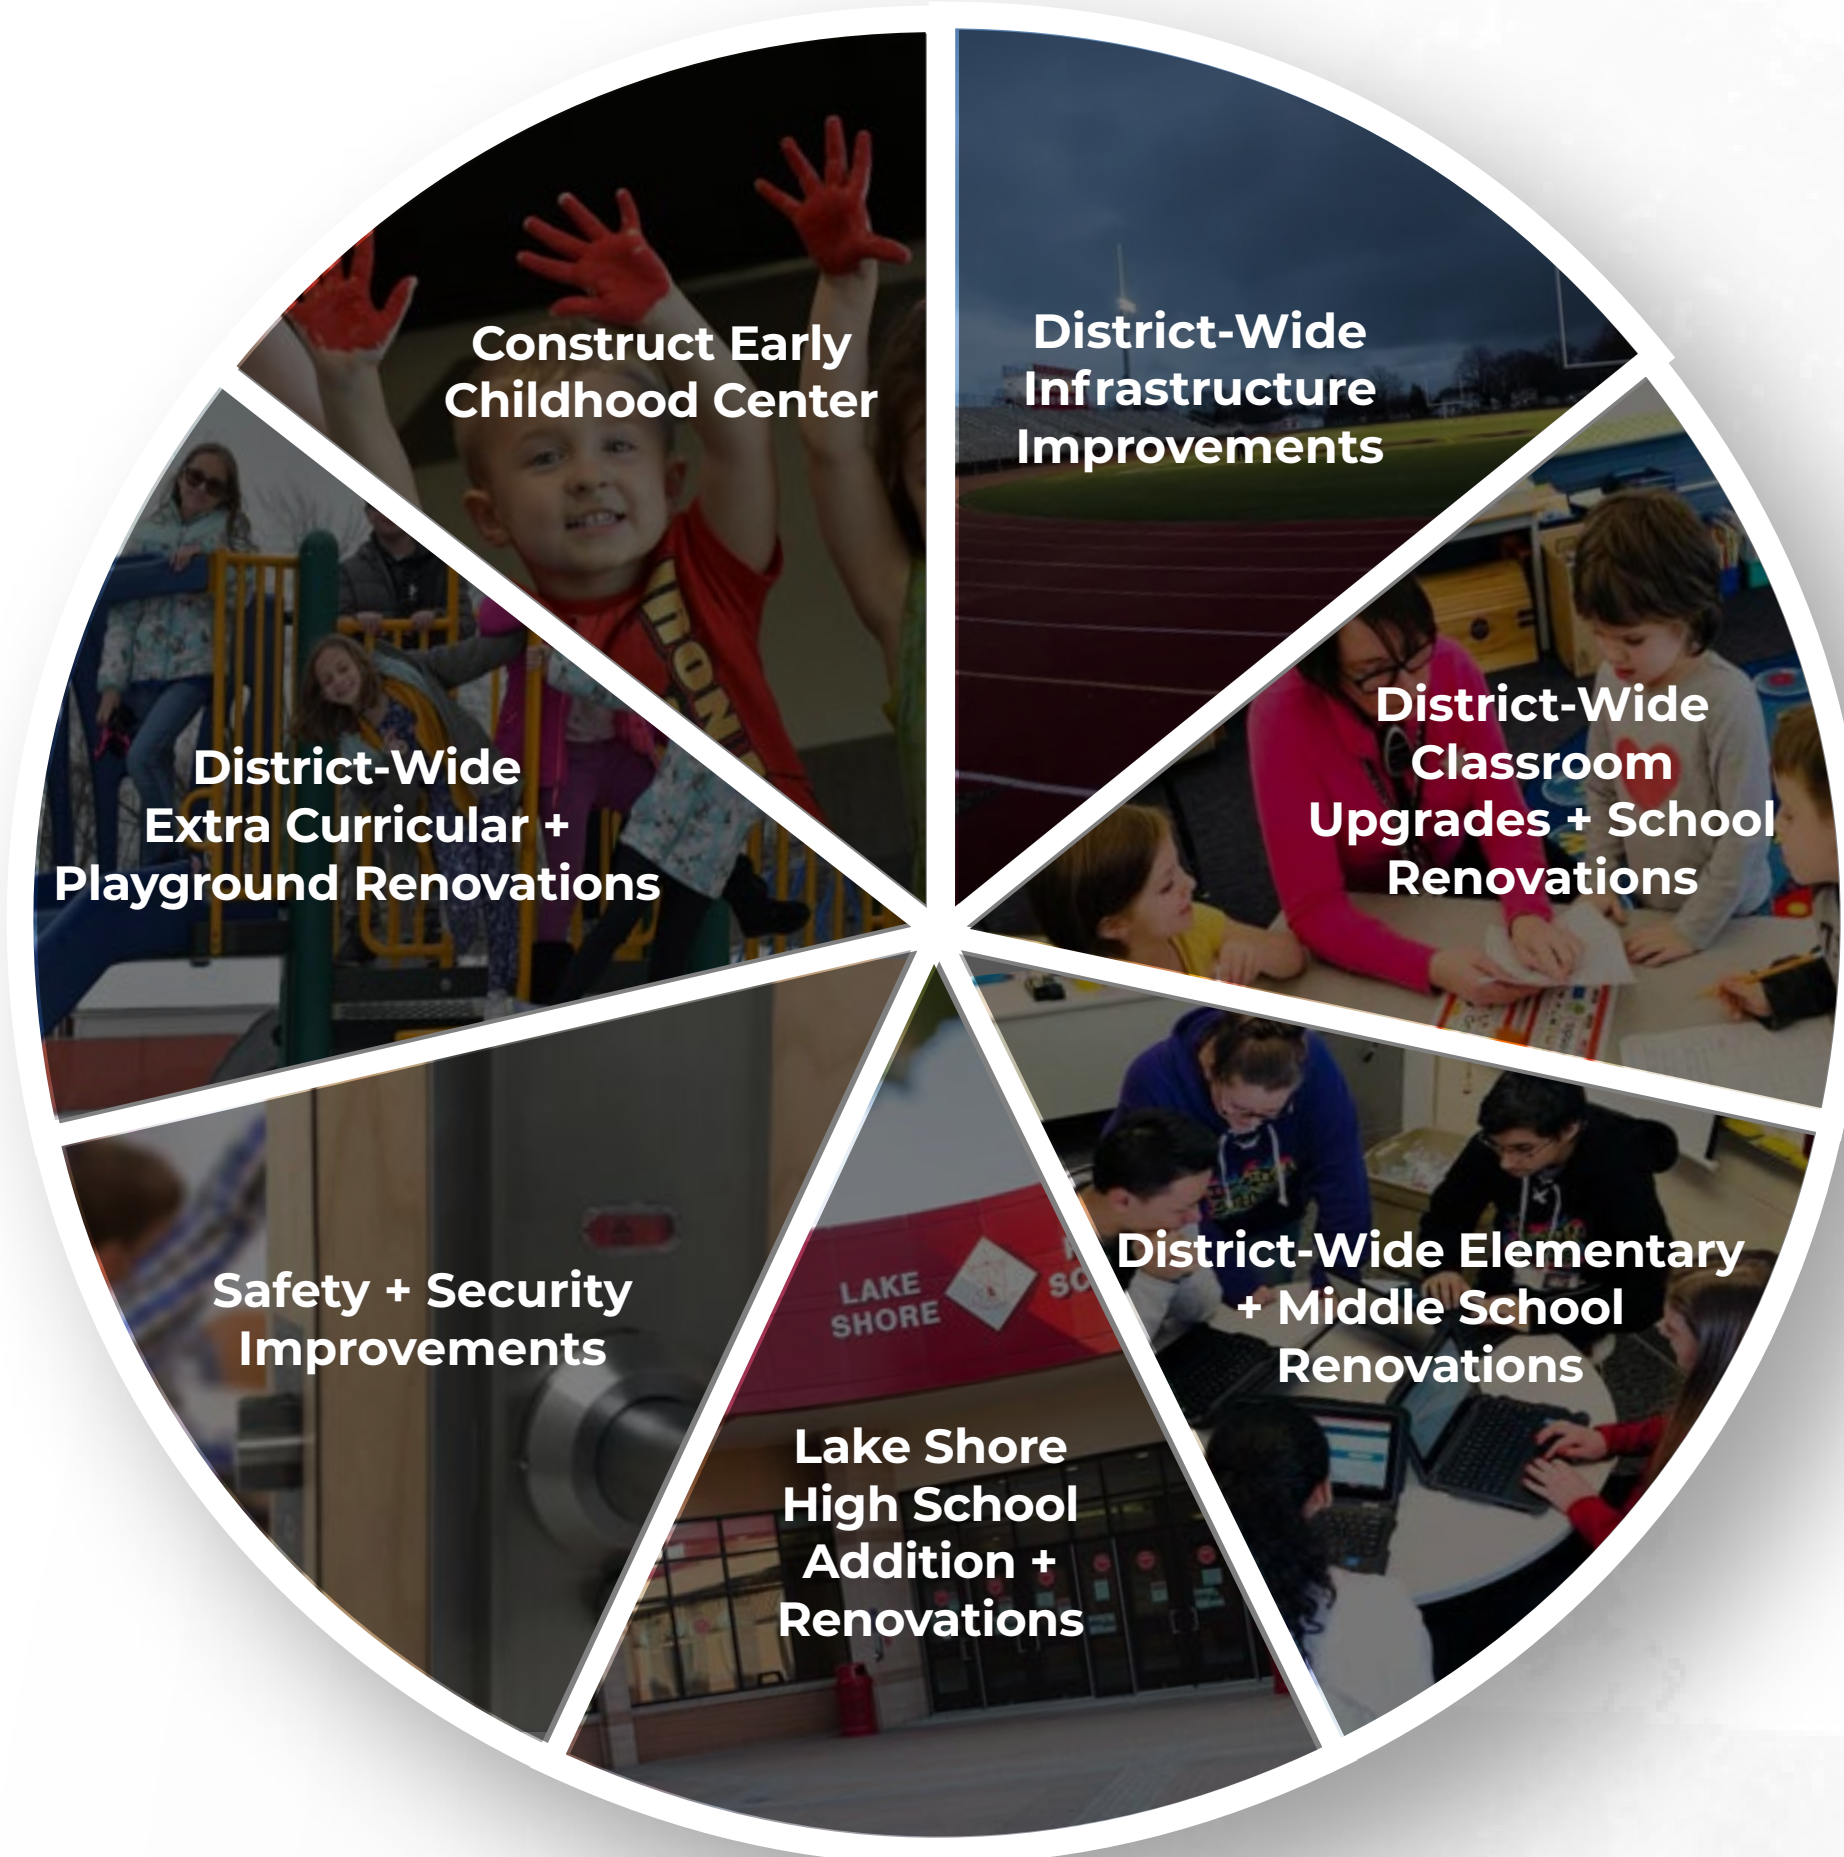 Construct Early
Childhood Center
District-Wide
Infrastructure
Improvements
District-Wide
Classroom
Upgrades + School
Renovations
District-Wide Elementary
+ Middle School
Renovations
Lake Shore
High School
Addition +
Renovations
Safety + Security
Improvements
District-Wide
Extra Curricular +
Playground Renovations
LAKE
SHORE